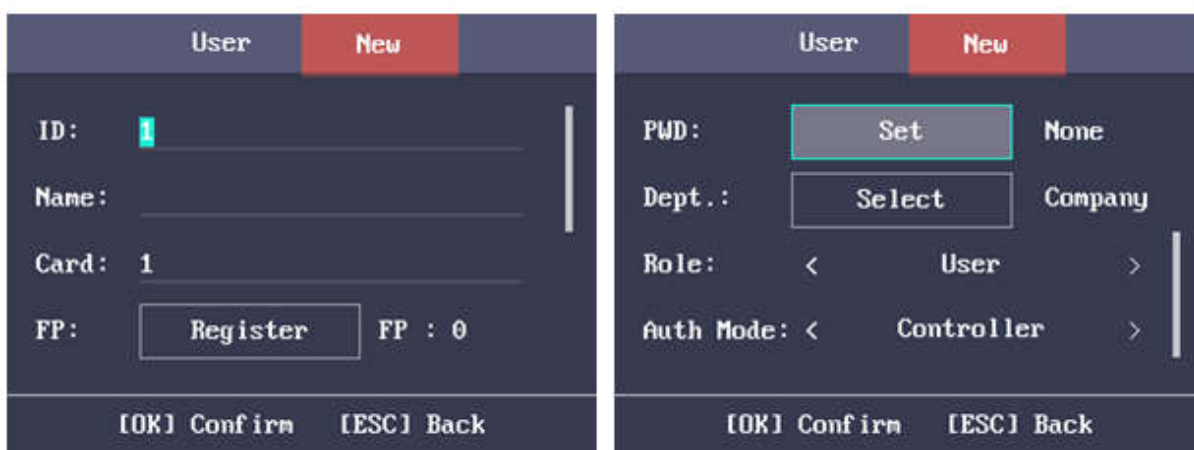 User New
ID: 1
Name:
Card: 1
FP: Register FP : 0
[OK] Confirm [ESC] Back
User New
PWD: Set None
Dept.: Select Company
Role: < User >
Auth Mode: < Controller >
[OK] Confirm [ESC] Back